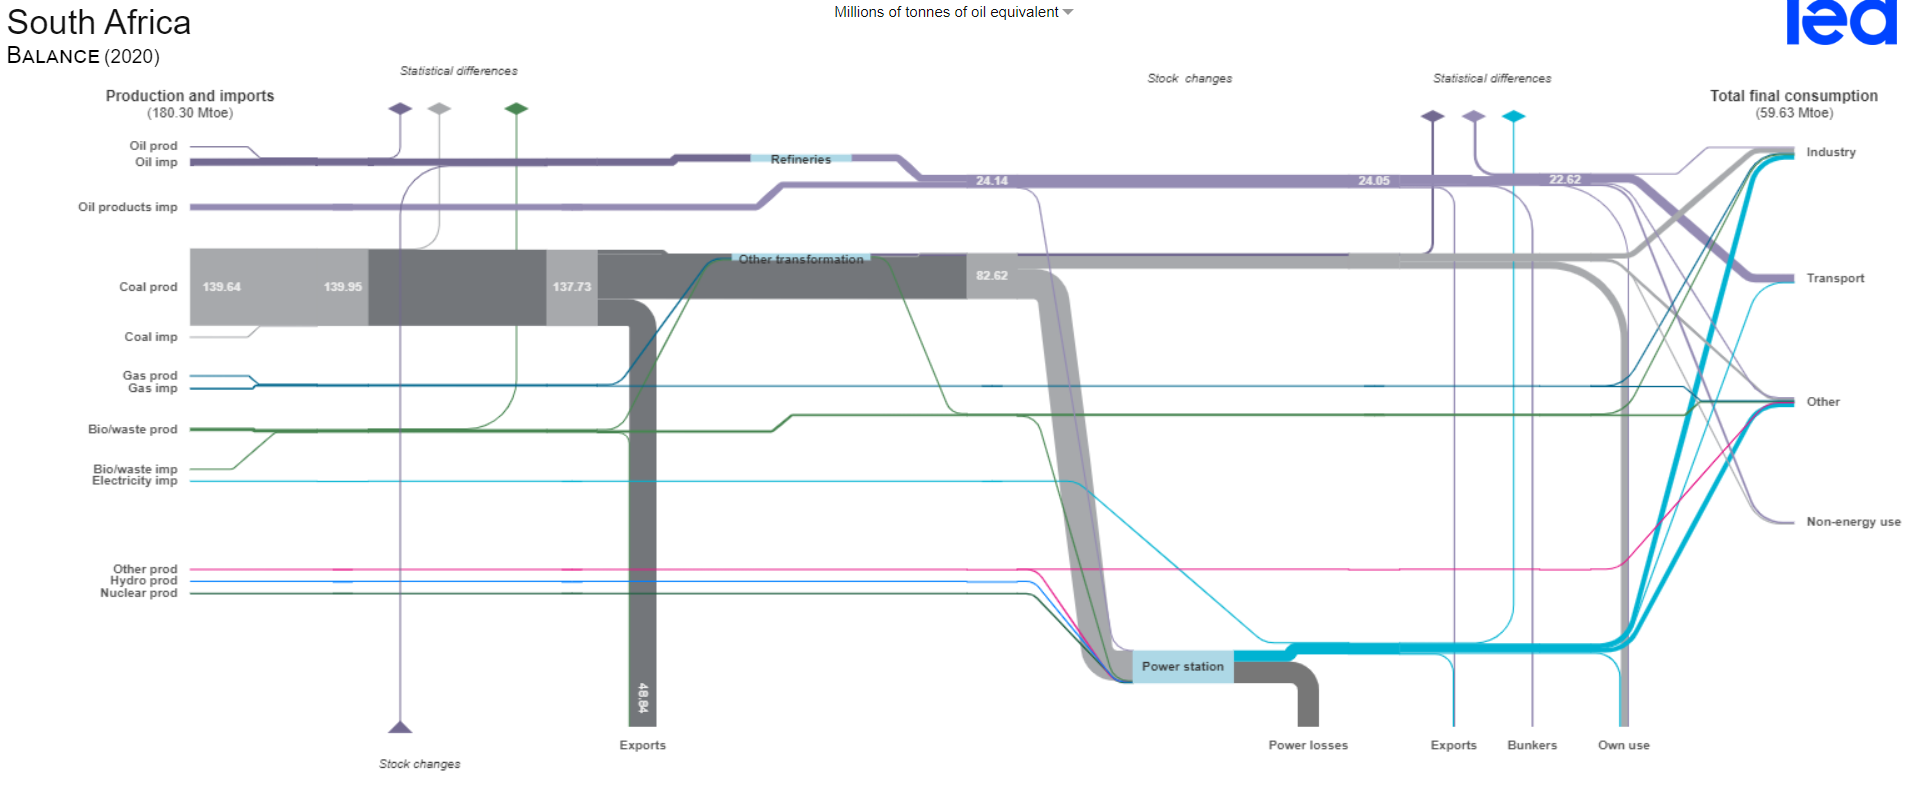 South Africa
BALANCE (2020)
Millions of tonnes of oil equivalent
Statistical differences
Stock changes
Statistical differences
Production and imports
(180.30 Mtoe)
Total final consumption
(59.63 Mtoe)
Oil prod
Oil imp
Refineries
Industry
24.14
24.05
22.62
Oil products imp
Other transformation
82.62
Transport
Coal prod
139.64
139.95
137.73
Coal imp
Gas prod
Gas imp
Other
Bio/waste prod
Bio/waste imp
Electricity imp
Non-energy use
Other prod
Hydro prod
Nuclear prod
Power station
48.84
Exports
Power losses
Exports
Bunkers
Own use
Stock changes